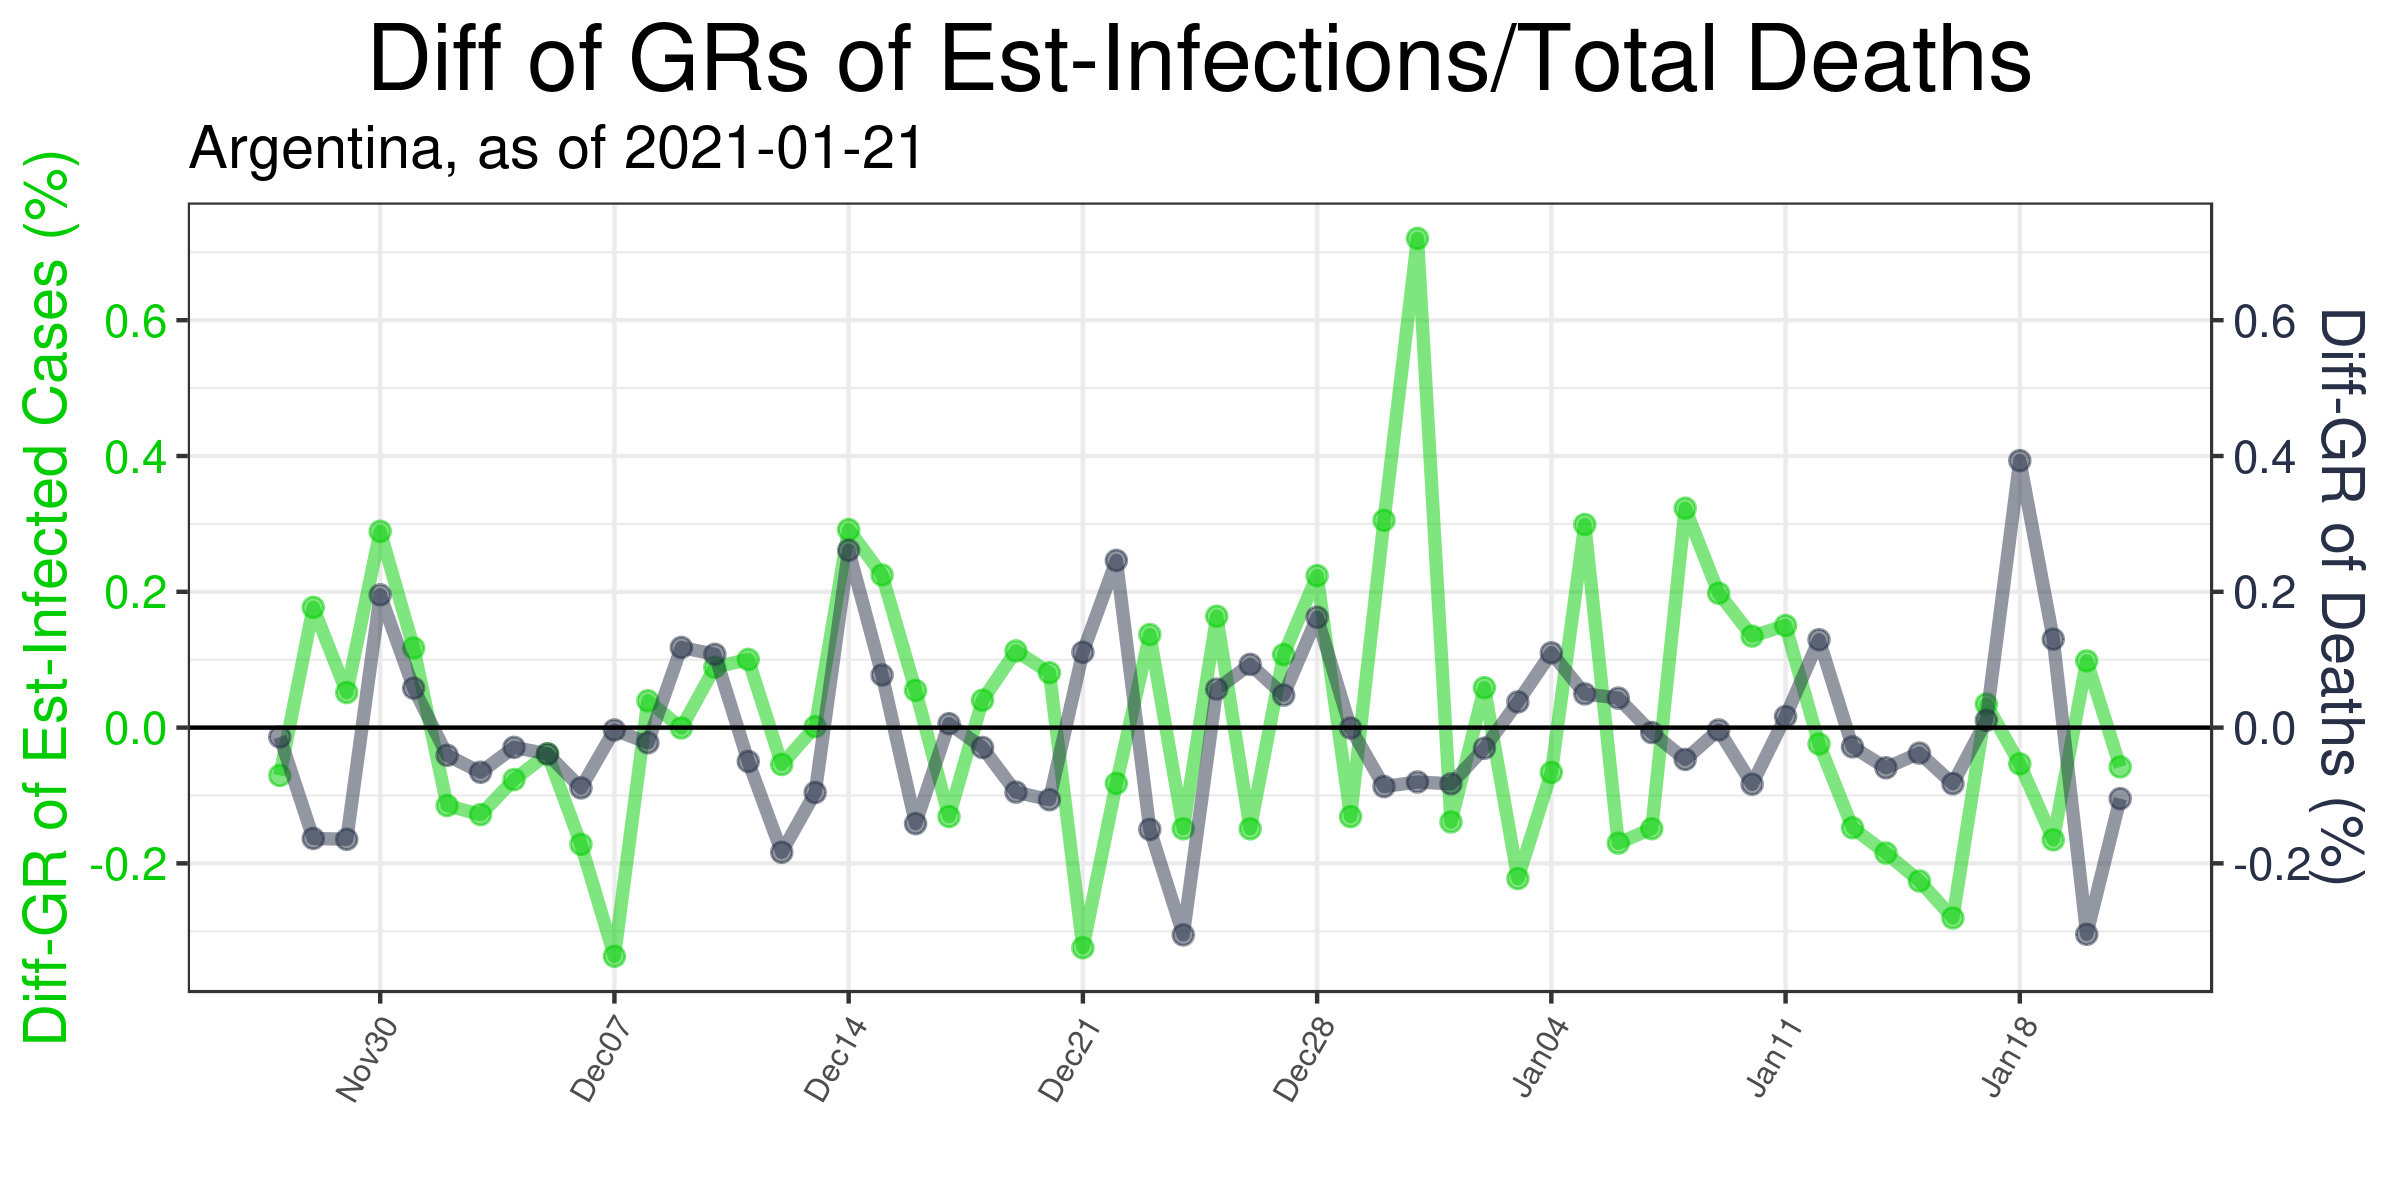 Diff of GRs of Est-Infections/Total Deaths
Argentina, as of 2021-01-21
Diff-GR of Est-Infected Cases (%)
0.6
0.4
0.2
0.0
-0.2
0.6
0.4
0.2
0.0
-0.2
Diff-GR of Deaths (%)
Nov30
Dec07
Dec14
Dec21
Dec28
Jan04
Jan11
Jan18